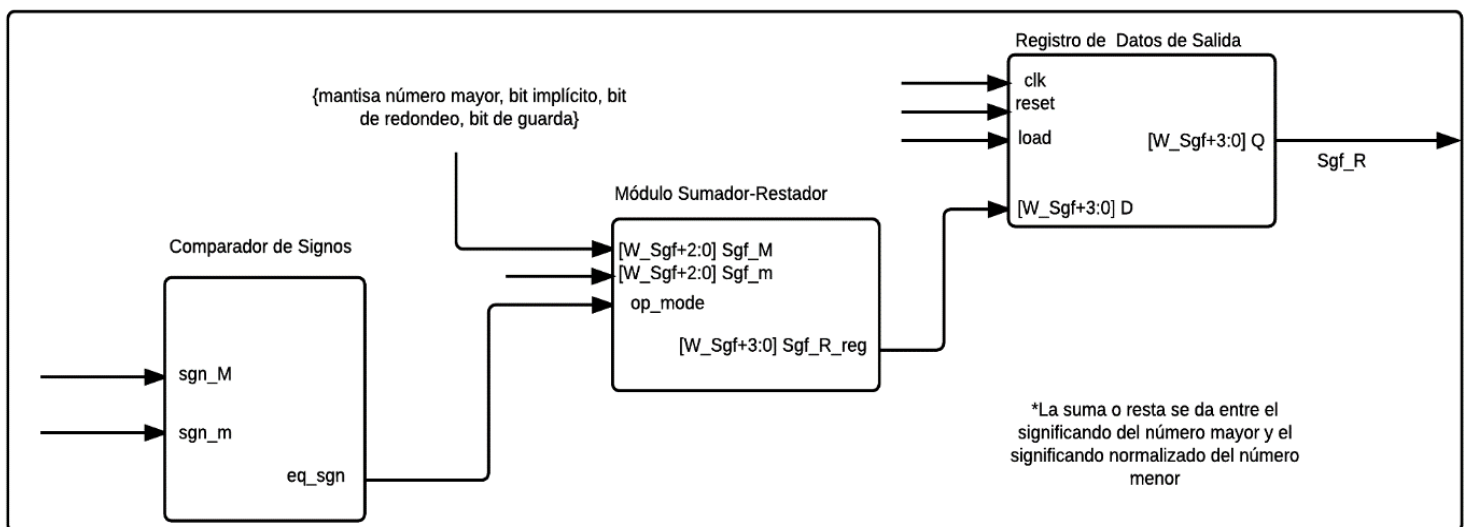 Registro de Datos de Salida
clk
reset
load
[W_Sgf+3:0] Q
Sgf_R
[W_Sgf+3:0] D
{mantisa número mayor, bit implícito, bit
de redondeo, bit de guarda}
Módulo Sumador-Restador
[W_Sgf+2:0] Sgf_M
[W_Sgf+2:0] Sgf_m
op_mode
[W_Sgf+3:0] Sgf_R_reg
Comparador de Signos
sgn_M
sgn_m
eq_sgn
*La suma o resta se da entre el
significando del número mayor y el
significando normalizado del número
menor